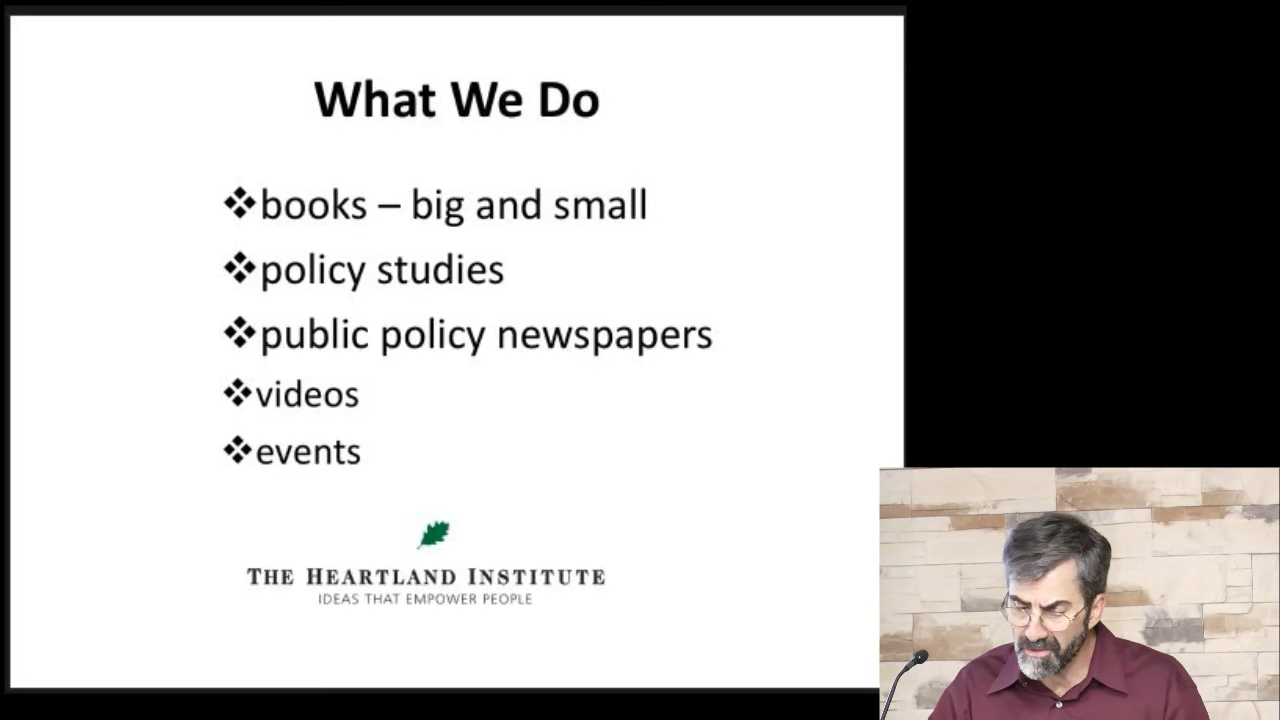 What We Do
❖books – big and small
❖policy studies
❖public policy newspapers
❖videos
❖events
THE HEARTLAND INSTITUTE
IDEAS THAT EMPOWER PEOPLE